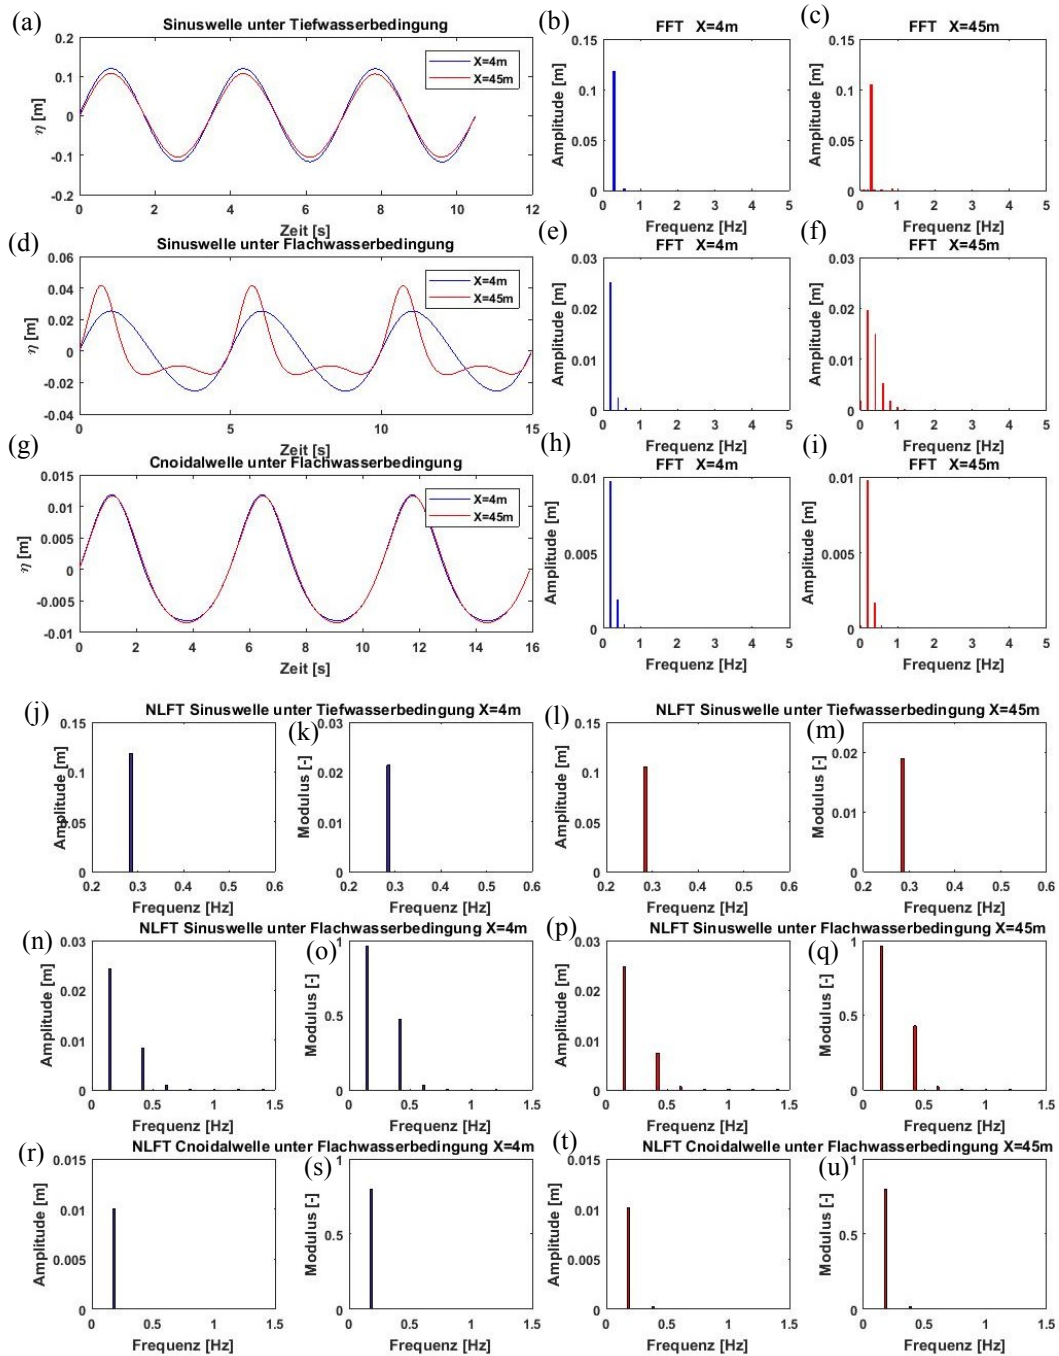 (a)
Sinuswelle unter Tiefwasserbedingung
0.2
0.1
0
-0.1
-0.2
η [m]
X=4m
X=45m
0 2 4 6 8 10 12
Zeit [s]
(b)
FFT X=4m
0.15
0.1
0.05
0
Amplitude [m]
0 1 2 3 4 5
Frequenz [Hz]
(c)
FFT X=45m
0.15
0.1
0.05
0
Amplitude [m]
0 1 2 3 4 5
Frequenz [Hz]
(d)
Sinuswelle unter Flachwasserbedingung
0.06
0.04
0.02
0
-0.02
-0.04
η [m]
X=4m
X=45m
0 5 10 15
Zeit [s]
(e)
FFT X=4m
0.03
0.02
0.01
0
Amplitude [m]
0 1 2 3 4 5
Frequenz [Hz]
(f)
FFT X=45m
0.03
0.02
0.01
0
Amplitude [m]
0 1 2 3 4 5
Frequenz [Hz]
(g)
Cnoidalwelle unter Flachwasserbedingung
0.015
0.01
0.005
0
-0.005
-0.01
η [m]
X=4m
X=45m
0 2 4 6 8 10 12 14 16
Zeit [s]
(h)
FFT X=4m
0.01
0.005
0
Amplitude [m]
0 1 2 3 4 5
Frequenz [Hz]
(i)
FFT X=45m
0.01
0.005
0
Amplitude [m]
0 1 2 3 4 5
Frequenz [Hz]
(j)
NLFT Sinuswelle unter Tiefwasserbedingung X=4m
0.15
0.1
0.05
0
Amplitude [m]
0.2 0.3 0.4 0.5 0.6
Frequenz [Hz]
(k)
0.03
0.02
0.01
0
Modulus [-]
0.2 0.3 0.4 0.5 0.6
Frequenz [Hz]
(l)
NLFT Sinuswelle unter Tiefwasserbedingung X=45m
0.15
0.1
0.05
0
Amplitude [m]
0.2 0.3 0.4 0.5 0.6
Frequenz [Hz]
(m)
0.02
0.01
0
Modulus [-]
0.2 0.3 0.4 0.5 0.6
Frequenz [Hz]
(n)
NLFT Sinuswelle unter Flachwasserbedingung X=4m
0.03
0.02
0.01
0
Amplitude [m]
0 0.5 1 1.5
Frequenz [Hz]
(o)
1
0.5
0
Modulus [-]
0 0.5 1 1.5
Frequenz [Hz]
(p)
NLFT Sinuswelle unter Flachwasserbedingung X=45m
0.03
0.02
0.01
0
Amplitude [m]
0 0.5 1 1.5
Frequenz [Hz]
(q)
1
0.5
0
Modulus [-]
0 0.5 1 1.5
Frequenz [Hz]
(r)
NLFT Cnoidalwelle unter Flachwasserbedingung X=4m
0.015
0.01
0.005
0
Amplitude [m]
0 0.5 1 1.5
Frequenz [Hz]
(s)
1
0.5
0
Modulus [-]
0 0.5 1 1.5
Frequenz [Hz]
(t)
NLFT Cnoidalwelle unter Flachwasserbedingung X=45m
0.015
0.01
0.005
0
Amplitude [m]
0 0.5 1 1.5
Frequenz [Hz]
(u)
1
0.5
0
Modulus [-]
0 0.5 1 1.5
Frequenz [Hz]